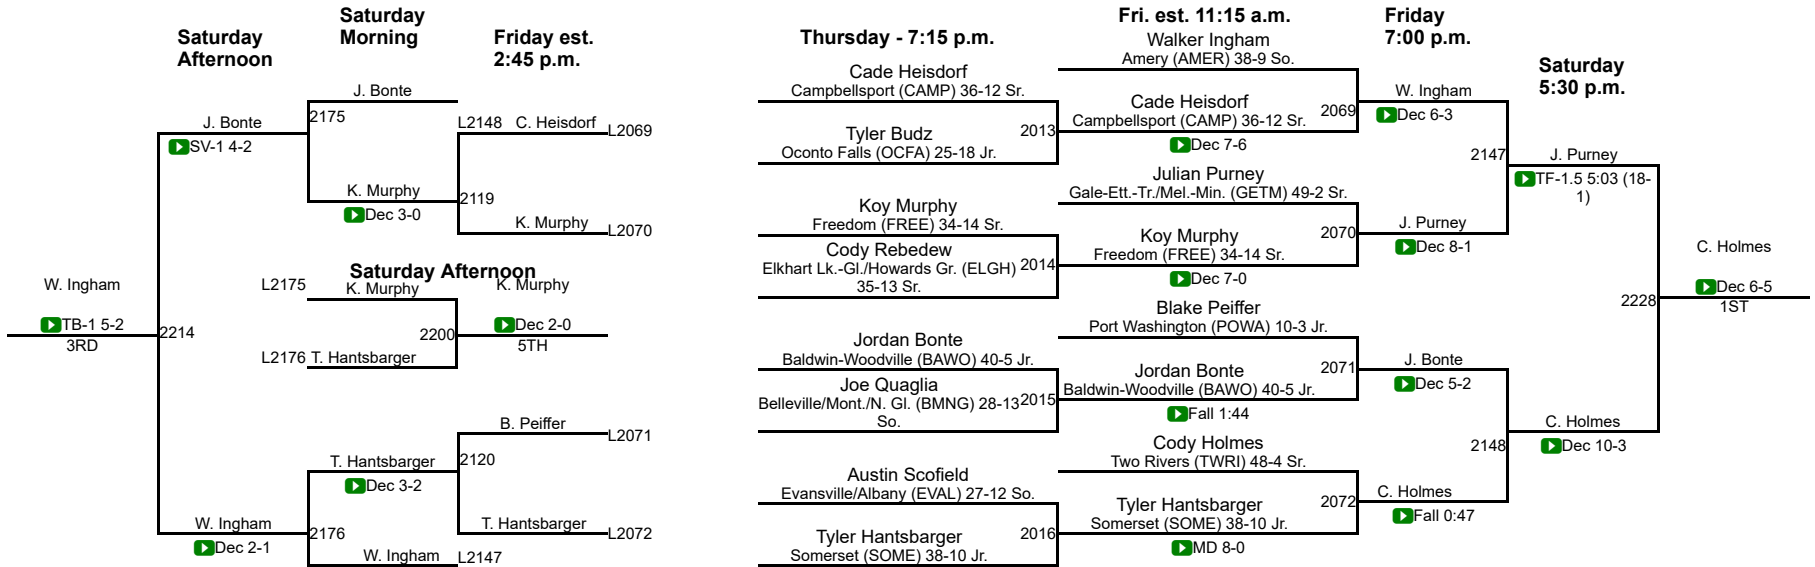 Saturday
Afternoon
Saturday
Morning
Friday est.
2:45 p.m.
J. Bonte
2175
J. Bonte
SV-1 4-2
L2148
C. Heisdorf
L2069
K. Murphy
Dec 3-0
2119
K. Murphy
L2070
Saturday Afternoon
L2175
K. Murphy
K. Murphy
W. Ingham
TB-1 5-2
3RD
2214
2200
Dec 2-0
5TH
L2176
T. Hantsbarger
B. Peiffer
L2071
T. Hantsbarger
Dec 3-2
2120
W. Ingham
Dec 2-1
2176
T. Hantsbarger
L2072
W. Ingham
L2147
Thursday - 7:15 p.m.
Cade Heisdorf
Campbellsport (CAMP) 36-12 Sr.
Tyler Budz
Oconto Falls (OCFA) 25-18 Jr.
2013
Koy Murphy
Freedom (FREE) 34-14 Sr.
Cody Rebedew
Elkhart Lk.-Gl./Howards Gr. (ELGH)
35-13 Sr.
2014
Jordan Bonte
Baldwin-Woodville (BAWO) 40-5 Jr.
Joe Quaglia
Belleville/Mont./N. Gl. (BMNG) 28-13
So.
2015
Austin Scofield
Evansville/Albany (EVAL) 27-12 So.
Tyler Hantsbarger
Somerset (SOME) 38-10 Jr.
2016
Fri. est. 11:15 a.m.
Walker Ingham
Amery (AMER) 38-9 So.
Cade Heisdorf
Campbellsport (CAMP) 36-12 Sr.
Dec 7-6
2069
Julian Purney
Gale-Ett.-Tr./Mel.-Min. (GETM) 49-2 Sr.
Koy Murphy
Freedom (FREE) 34-14 Sr.
Dec 7-0
2070
Blake Peiffer
Port Washington (POWA) 10-3 Jr.
Jordan Bonte
Baldwin-Woodville (BAWO) 40-5 Jr.
Fall 1:44
2071
Cody Holmes
Two Rivers (TWRI) 48-4 Sr.
Tyler Hantsbarger
Somerset (SOME) 38-10 Jr.
MD 8-0
2072
Friday
7:00 p.m.
W. Ingham
Dec 6-3
2147
J. Purney
Dec 8-1
J. Bonte
Dec 5-2
2148
C. Holmes
Fall 0:47
Saturday
5:30 p.m.
J. Purney
TF-1.5 5:03 (18-
1)
C. Holmes
Dec 10-3
2228
C. Holmes
Dec 6-5
1ST